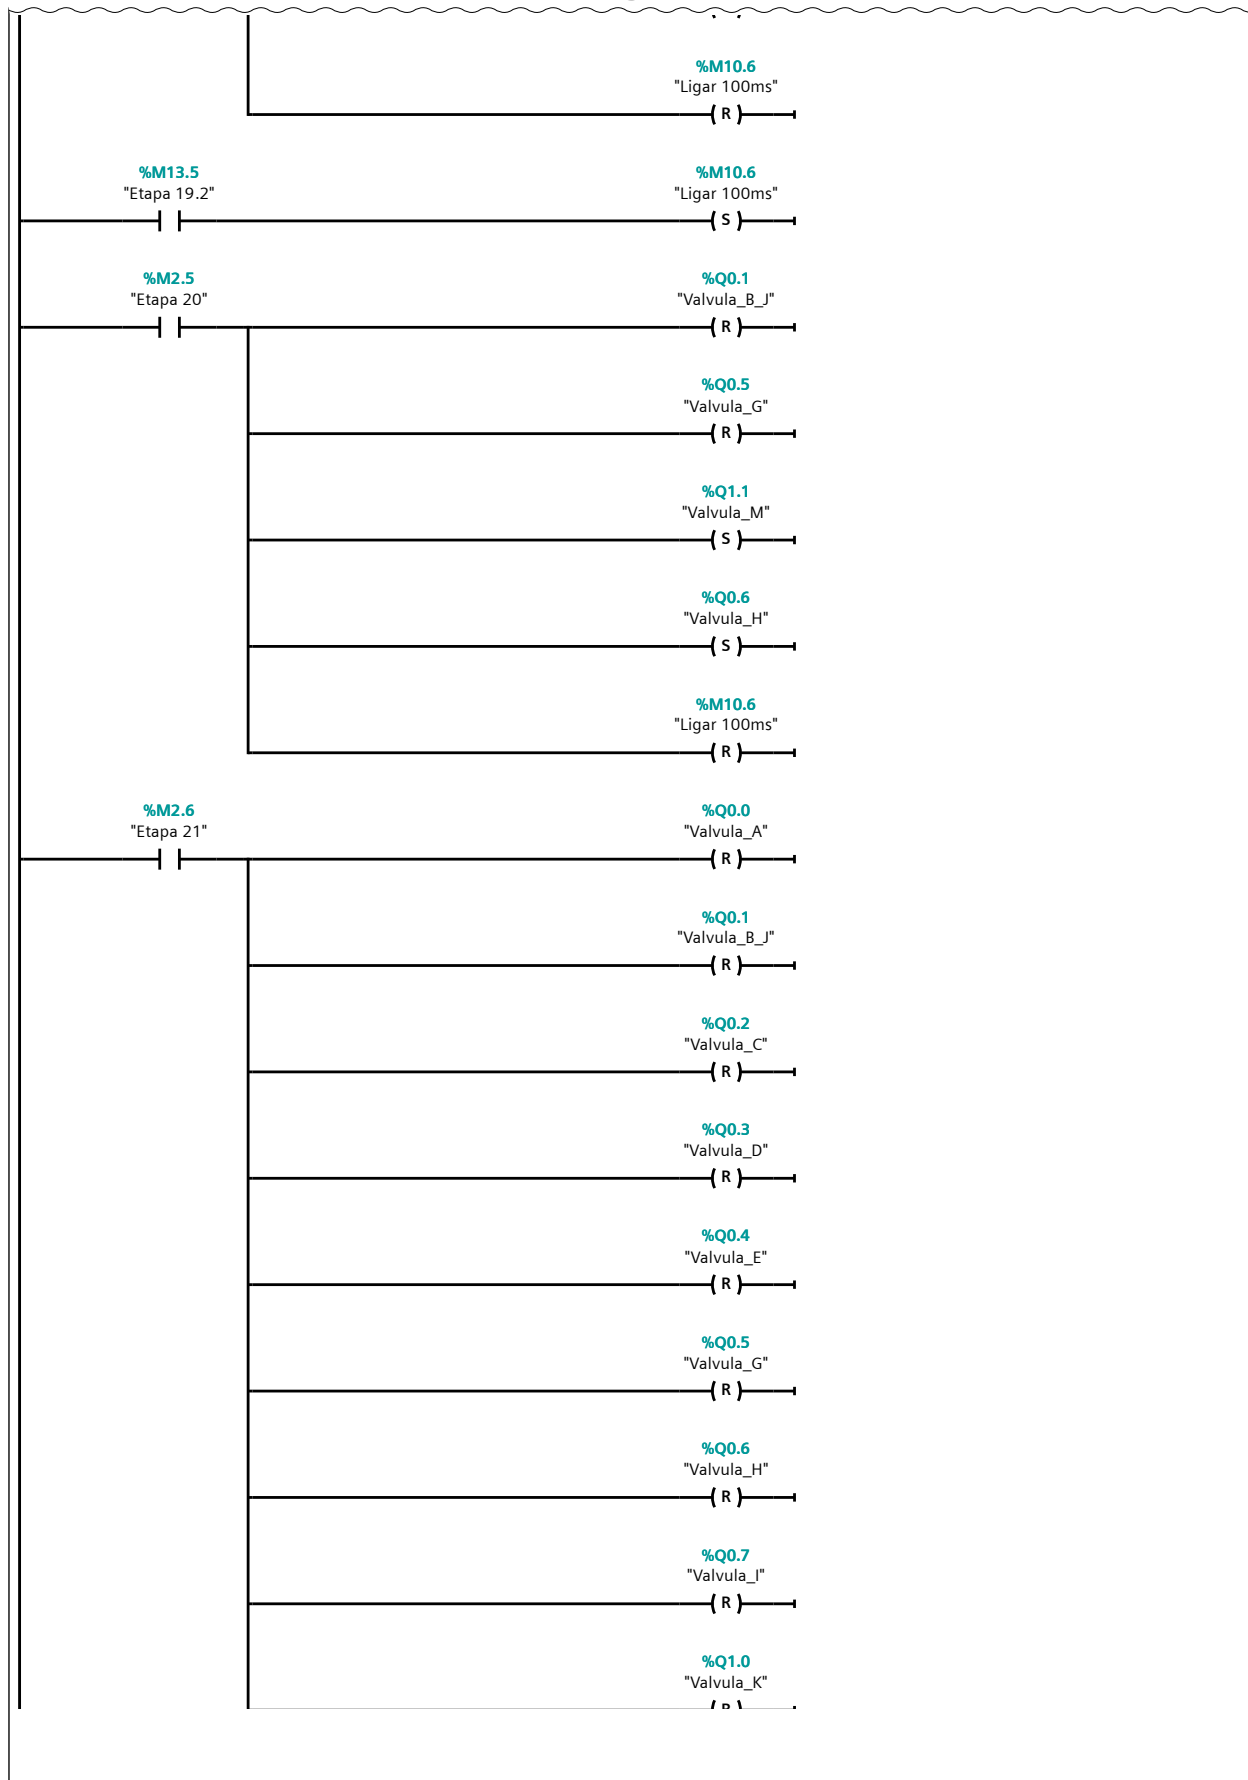 %M10.6
"Ligar 100ms"
R
%M13.5
"Etapa 19.2"
%M10.6
"Ligar 100ms"
S
%M2.5
"Etapa 20"
%Q0.1
"Valvula_B_J"
R
%Q0.5
"Valvula_G"
R
%Q1.1
"Valvula_M"
S
%Q0.6
"Valvula_H"
S
%M10.6
"Ligar 100ms"
R
%M2.6
"Etapa 21"
%Q0.0
"Valvula_A"
R
%Q0.1
"Valvula_B_J"
R
%Q0.2
"Valvula_C"
R
%Q0.3
"Valvula_D"
R
%Q0.4
"Valvula_E"
R
%Q0.5
"Valvula_G"
R
%Q0.6
"Valvula_H"
R
%Q0.7
"Valvula_I"
R
%Q1.0
"Valvula_K"